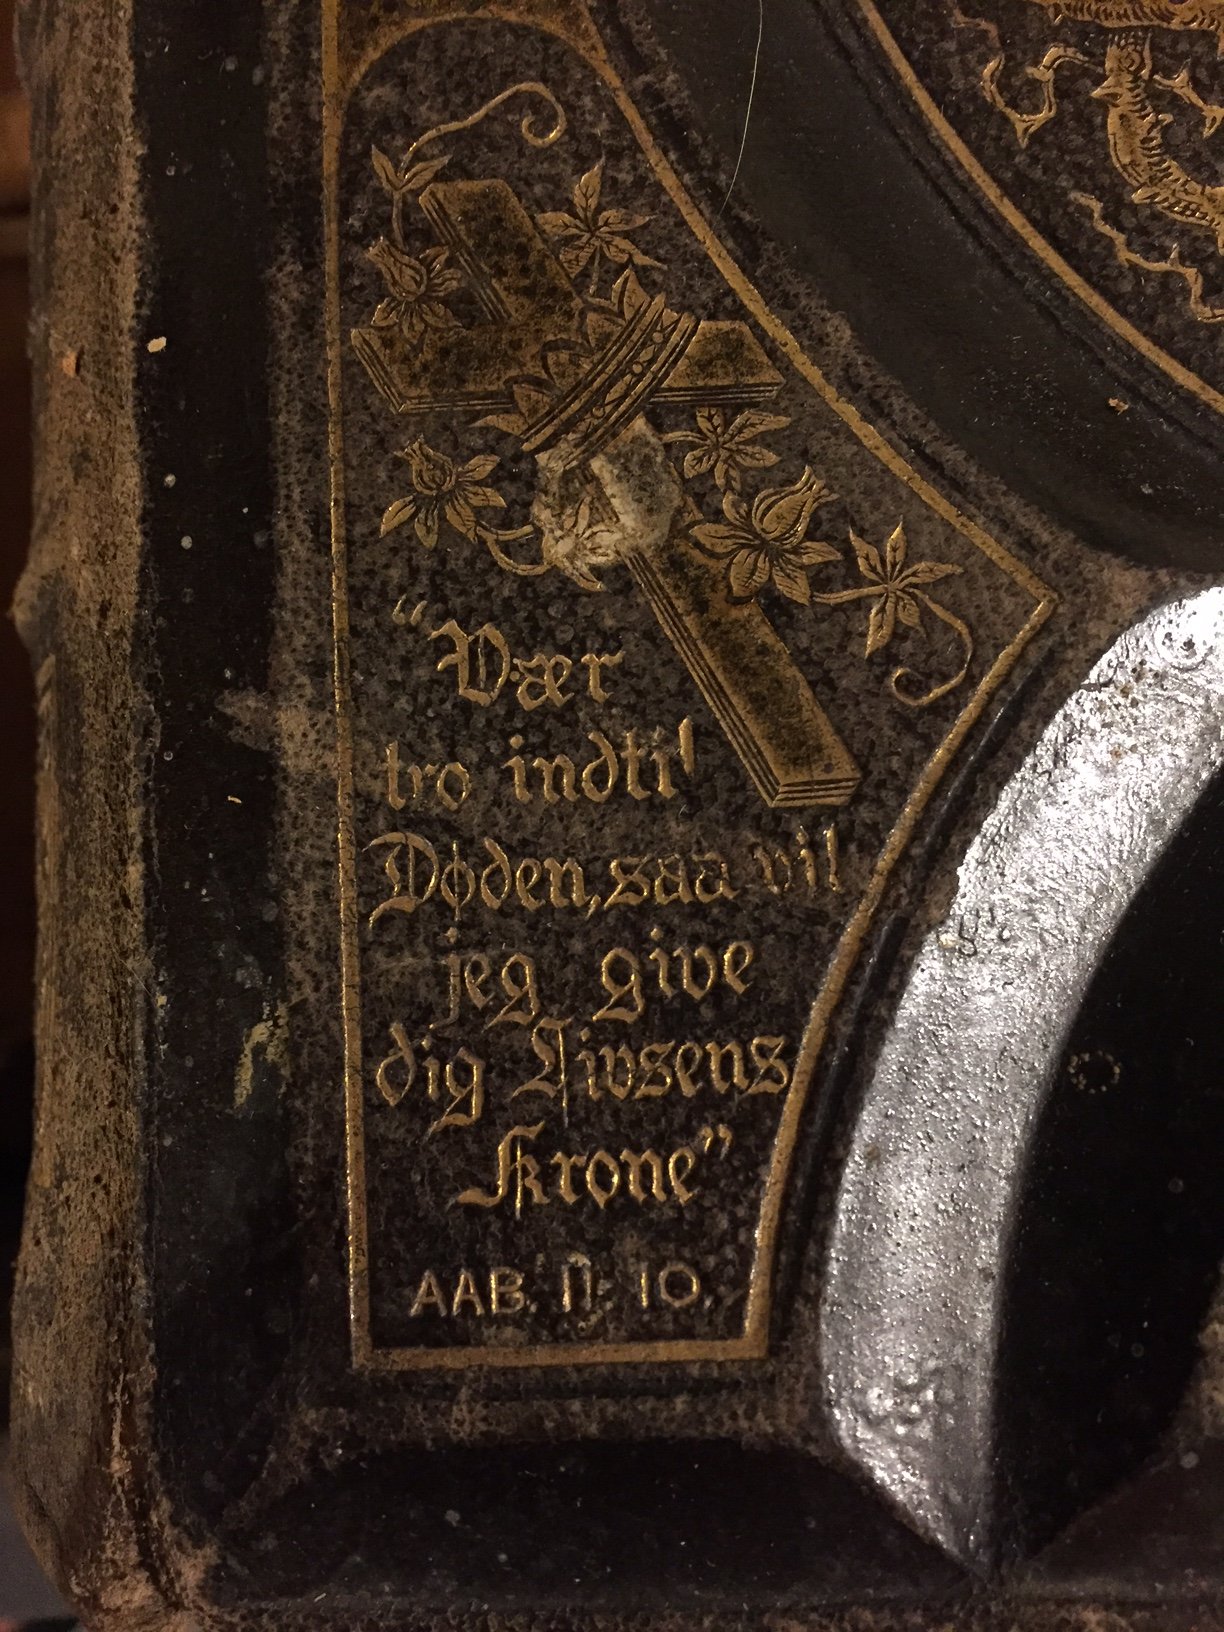 “Vær
tro indtil
Døden, saa vil
jeg give
dig Livsens
Krone”
AAB. II: 10.